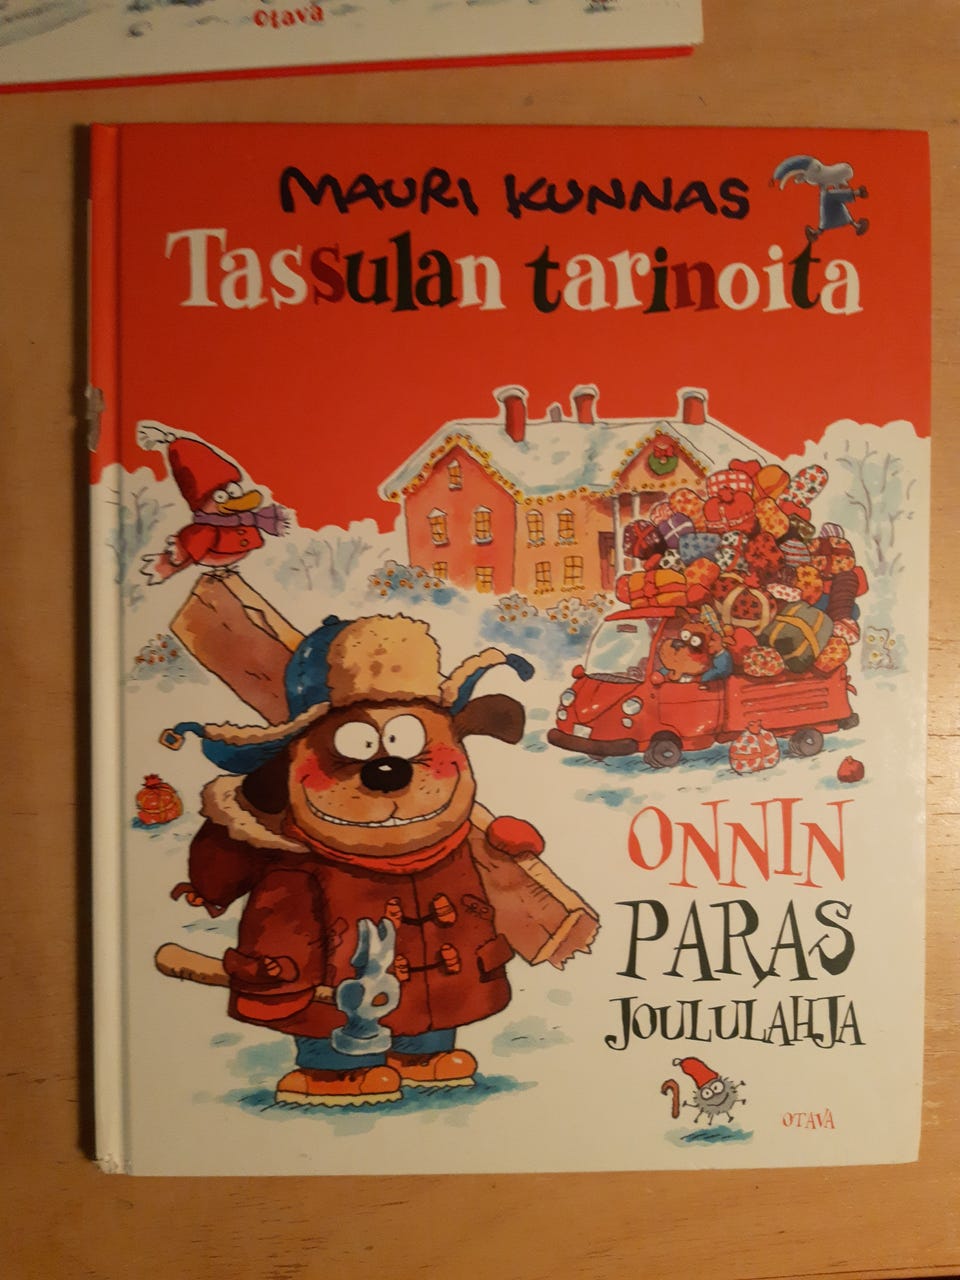 Otava
MAURI KUNNAS
Tassulan tarinoita
ONNIN
PARAS
JOULULAHJA
OTAVA